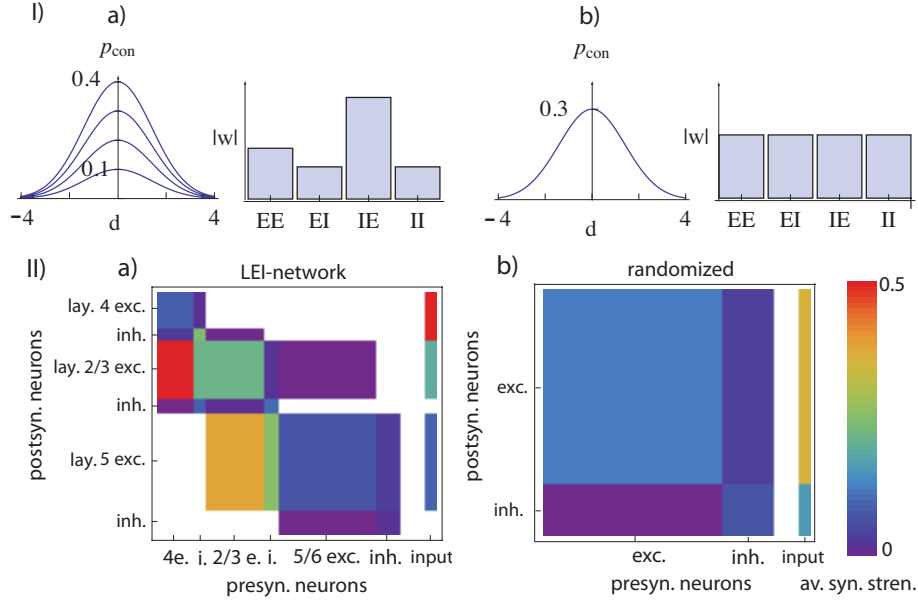 I)
a)
p_con
0.4
0.1
−4
d
4
|w|
EE
EI
IE
II
b)
p_con
0.3
−4
d
4
|w|
EE
EI
IE
II
II)
a)
LEI-network
postsyn. neurons
lay. 4 exc.
inh.
lay. 2/3 exc.
inh.
lay. 5 exc.
inh.
4e. i. 2/3 e. i. 5/6 exc. inh. input
presyn. neurons
b)
randomized
postsyn. neurons
exc.
inh.
exc. inh. input
presyn. neurons
0.5
0
av. syn. stren.